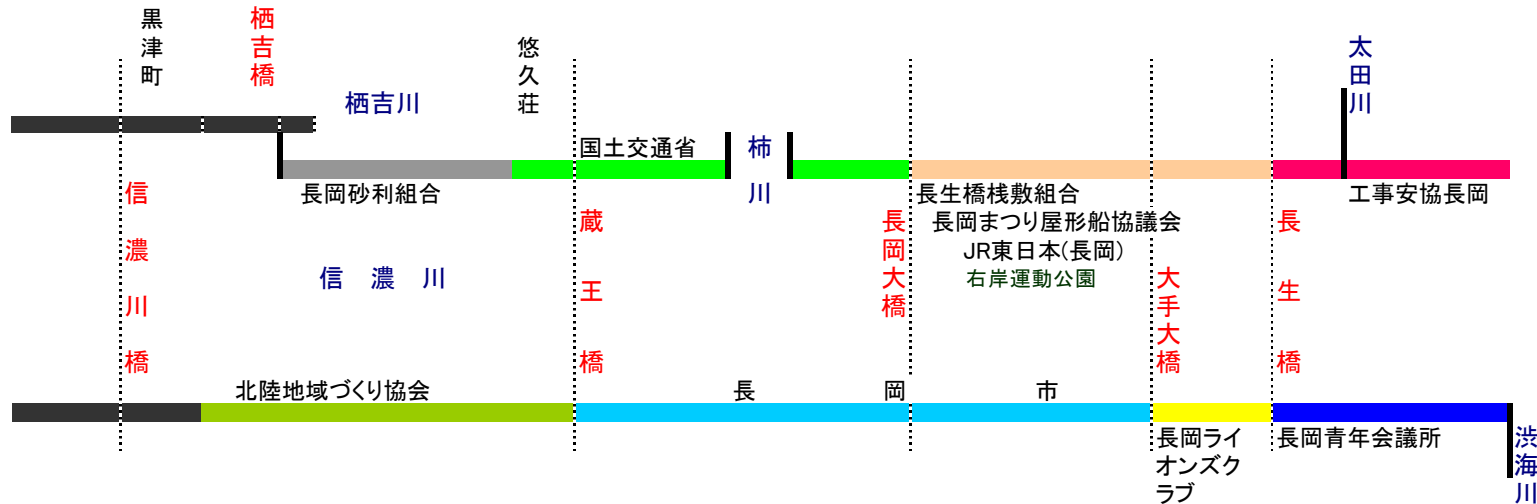 黒津町
栖吉橋
悠久荘
太田川
栖吉川
国土交通省
柿川
長岡砂利組合
長生橋桟敷組合
工事安協長岡
長岡まつり屋形船協議会
JR東日本(長岡)
右岸運動公園
信濃川橋
信濃川
蔵王橋
長岡大橋
大手大橋
長生橋
北陸地域づくり協会
長岡市
長岡ライ
オンズク
ラブ
長岡青年会議所
渋海川